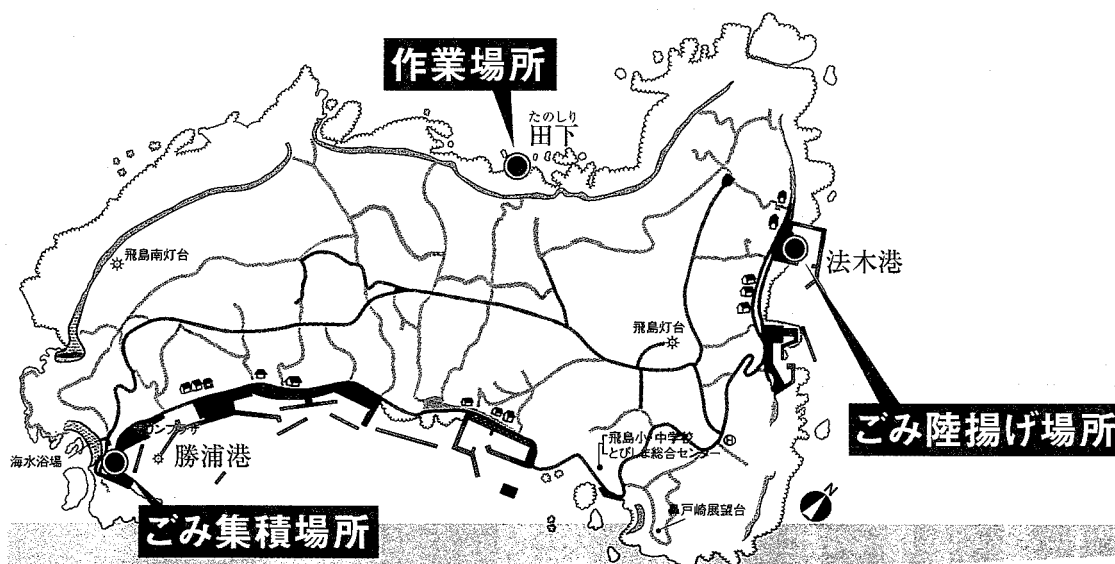 作業場所
たのしり
田下
飛島南灯台
法木港
飛島灯台
ごみ陸揚げ場所
飛島小・中学校
とびしま総合センター
H
海水浴場
勝浦港
N
戸崎展望台
ごみ集積場所